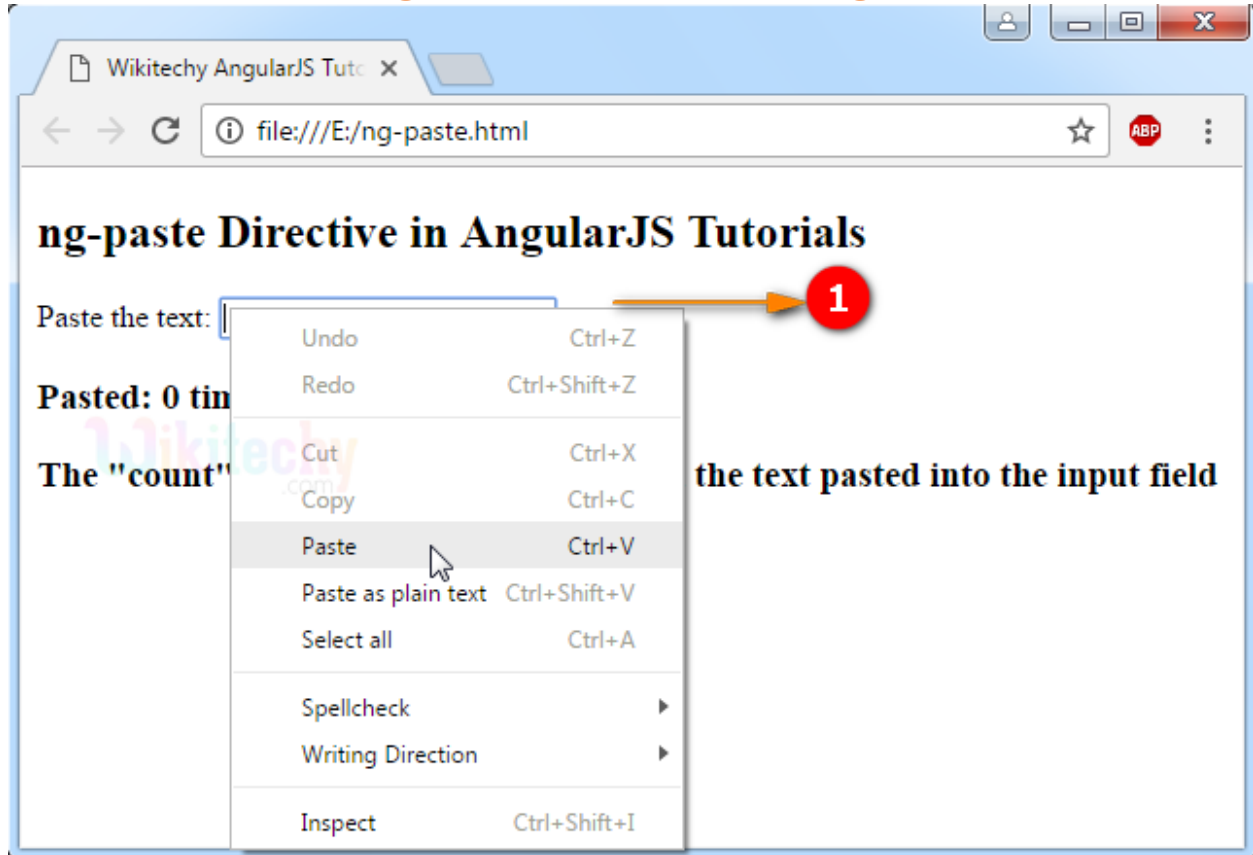 Wikitechy AngularJS Tuto
file:///E:/ng-paste.html
ABP
ng-paste Directive in AngularJS Tutorials
1
Paste the text:
Undo Ctrl+Z
Redo Ctrl+Shift+Z
Pasted: 0 tim
Cut Ctrl+X
Wikitechy
.com
The "count" the text pasted into the input field
Copy Ctrl+C
Paste Ctrl+V
Paste as plain text Ctrl+Shift+V
Select all Ctrl+A
Spellcheck
Writing Direction
Inspect Ctrl+Shift+I